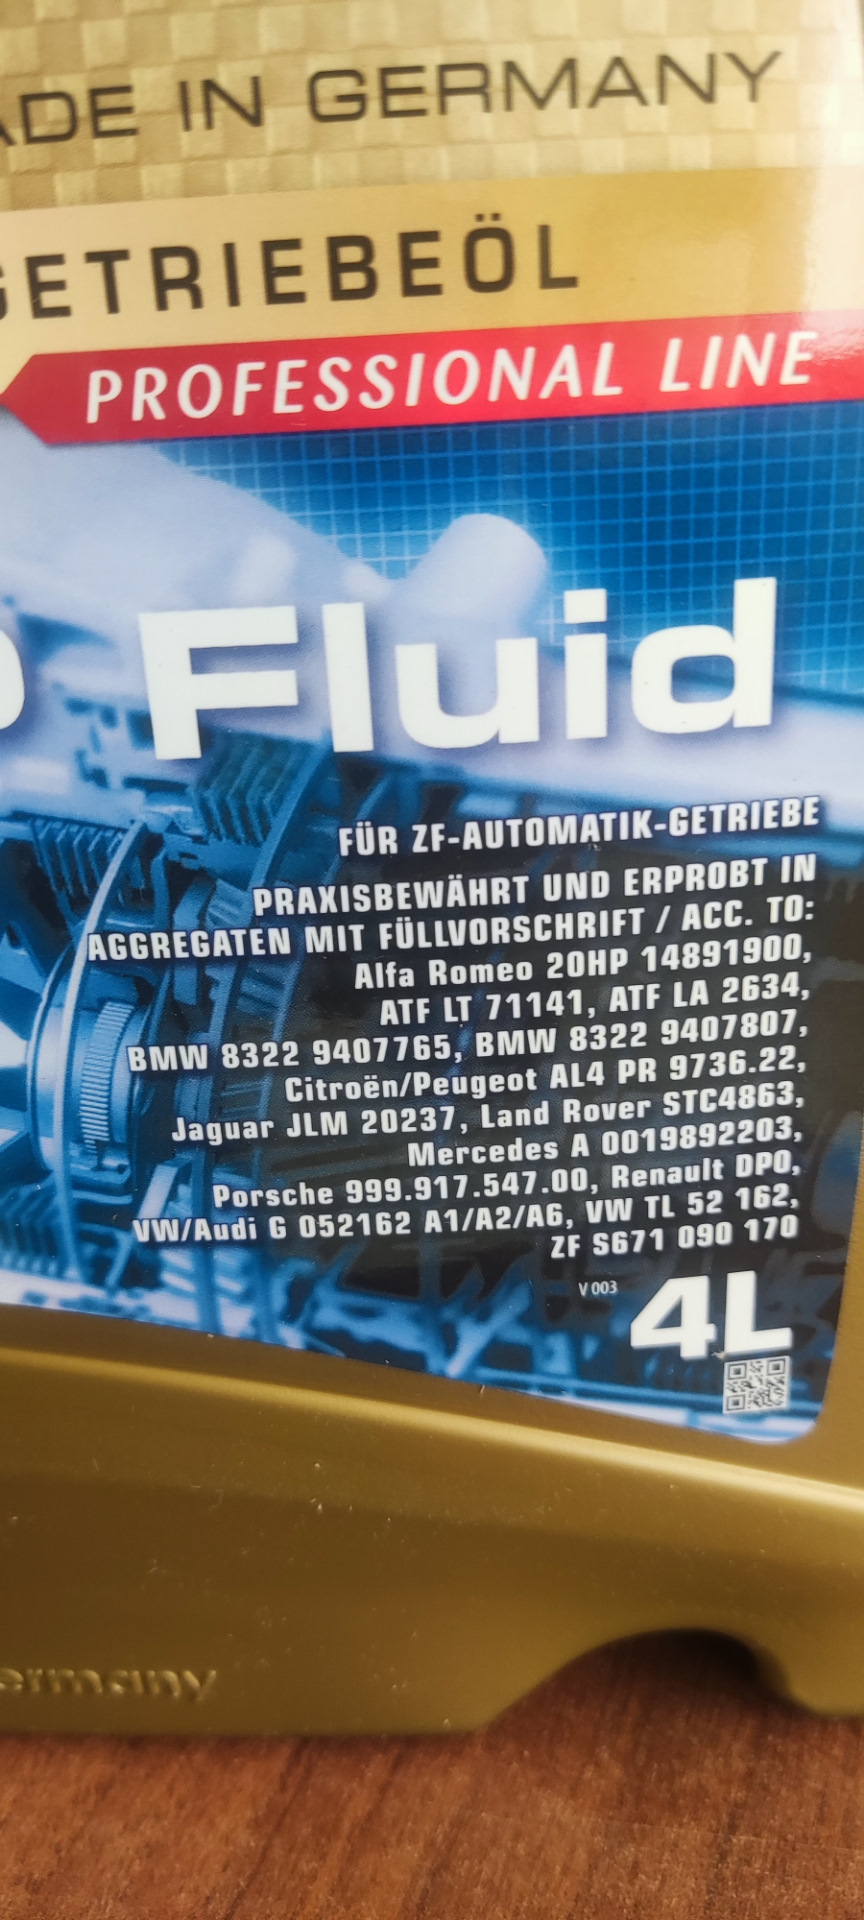 ADE IN GERMANY
GETRIEBEÖL
PROFESSIONAL LINE
Fluid
FÜR ZF-AUTOMATIK-GETRIEBE
PRAXISBEWÄHRT UND ERPROBT IN
AGGREGATEN MIT FÜLLVORSCHRIFT / ACC. TO:
Alfa Romeo 20HP 14891900,
ATF LT 71141, ATF LA 2634,
BMW 8322 9407765, BMW 8322 9407807,
Citroën/Peugeot AL4 PR 9736.22,
Jaguar JLM 20237, Land Rover STC4863,
Mercedes A 0019892203,
Porsche 999.917.547.00, Renault DP0,
VW/Audi G 052162 A1/A2/A6, VW TL 52 162,
ZF S671 090 170
V 003
4L
ermany